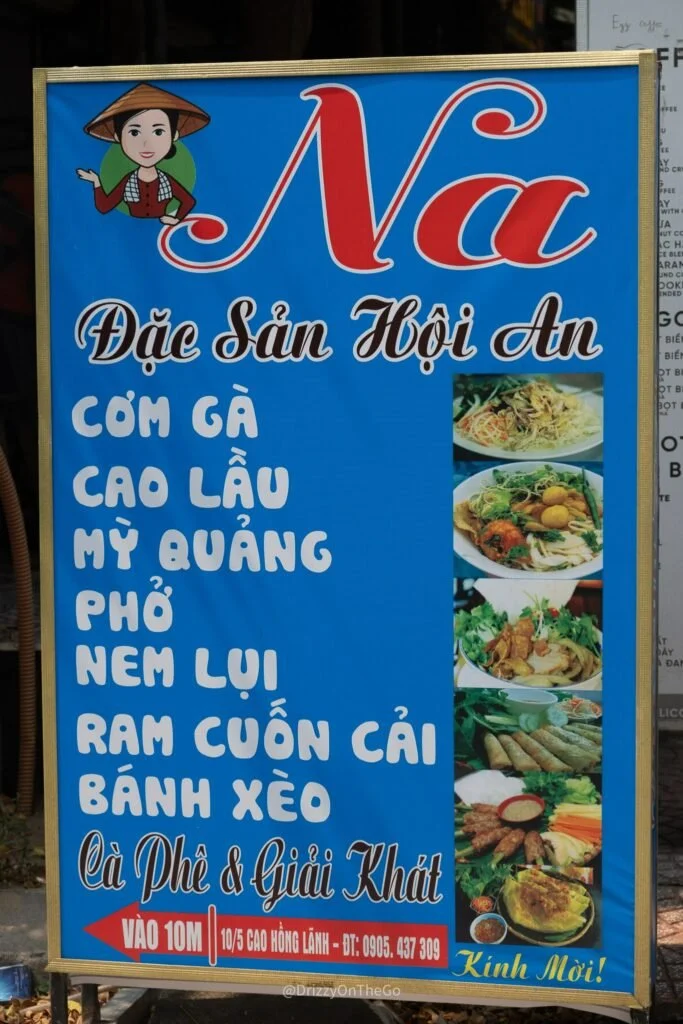 Na
Đặc Sản Hội An
CƠM GÀ
CAO LẦU
MỲ QUẢNG
PHỞ
NEM LỤI
RAM CUỐN CẢI
BÁNH XÈO
Cà Phê & Giải Khát
VÀO 10M
10/5 CAO HỒNG LÃNH - ĐT: 0905. 437 309
Kính Mời!
@DrizzyOnTheGo